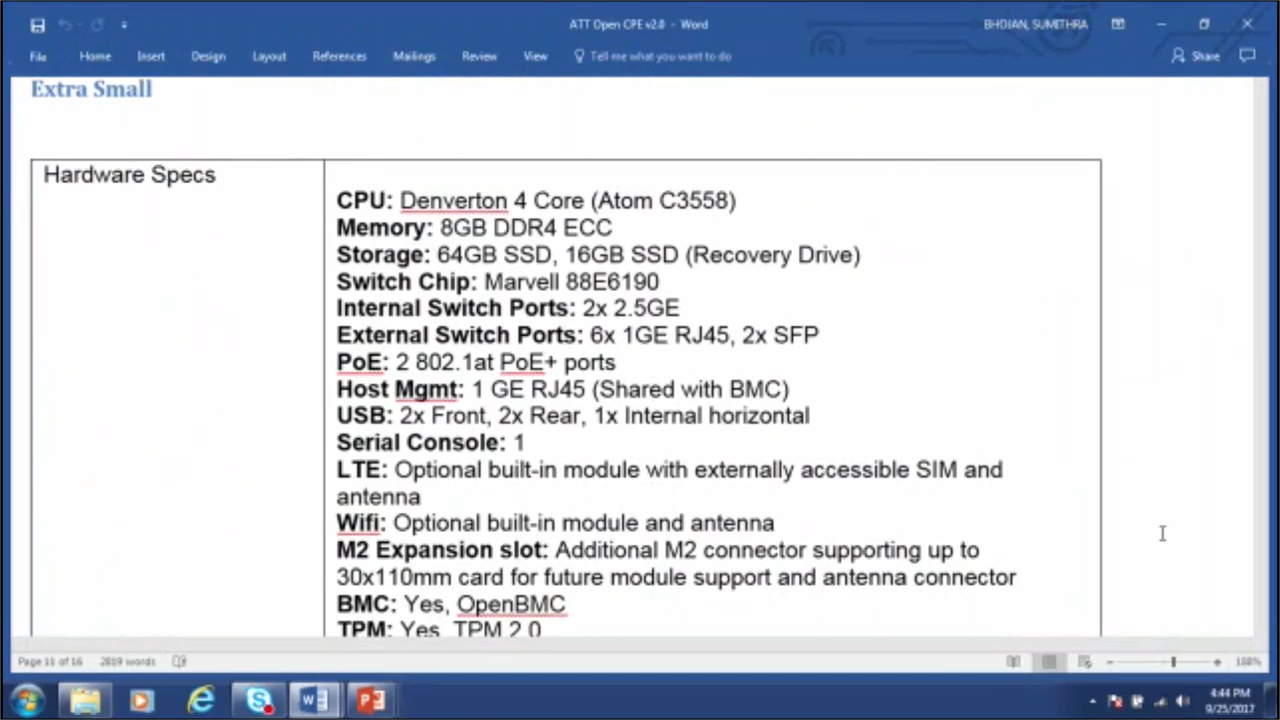 ATT Open CPE v2.0 - Word
BHOJAN, SUMITHRA
File Home Insert Design Layout References Mailings Review View Tell me what you want to do Share
Extra Small
Hardware Specs
CPU: Denverton 4 Core (Atom C3558)
Memory: 8GB DDR4 ECC
Storage: 64GB SSD, 16GB SSD (Recovery Drive)
Switch Chip: Marvell 88E6190
Internal Switch Ports: 2x 2.5GE
External Switch Ports: 6x 1GE RJ45, 2x SFP
PoE: 2 802.1at PoE+ ports
Host Mgmt: 1 GE RJ45 (Shared with BMC)
USB: 2x Front, 2x Rear, 1x Internal horizontal
Serial Console: 1
LTE: Optional built-in module with externally accessible SIM and
antenna
Wifi: Optional built-in module and antenna
M2 Expansion slot: Additional M2 connector supporting up to
30x110mm card for future module support and antenna connector
BMC: Yes, OpenBMC
TPM: Yes, TPM 2.0
Page 11 of 16 2819 words
4:44 PM
9/25/2017